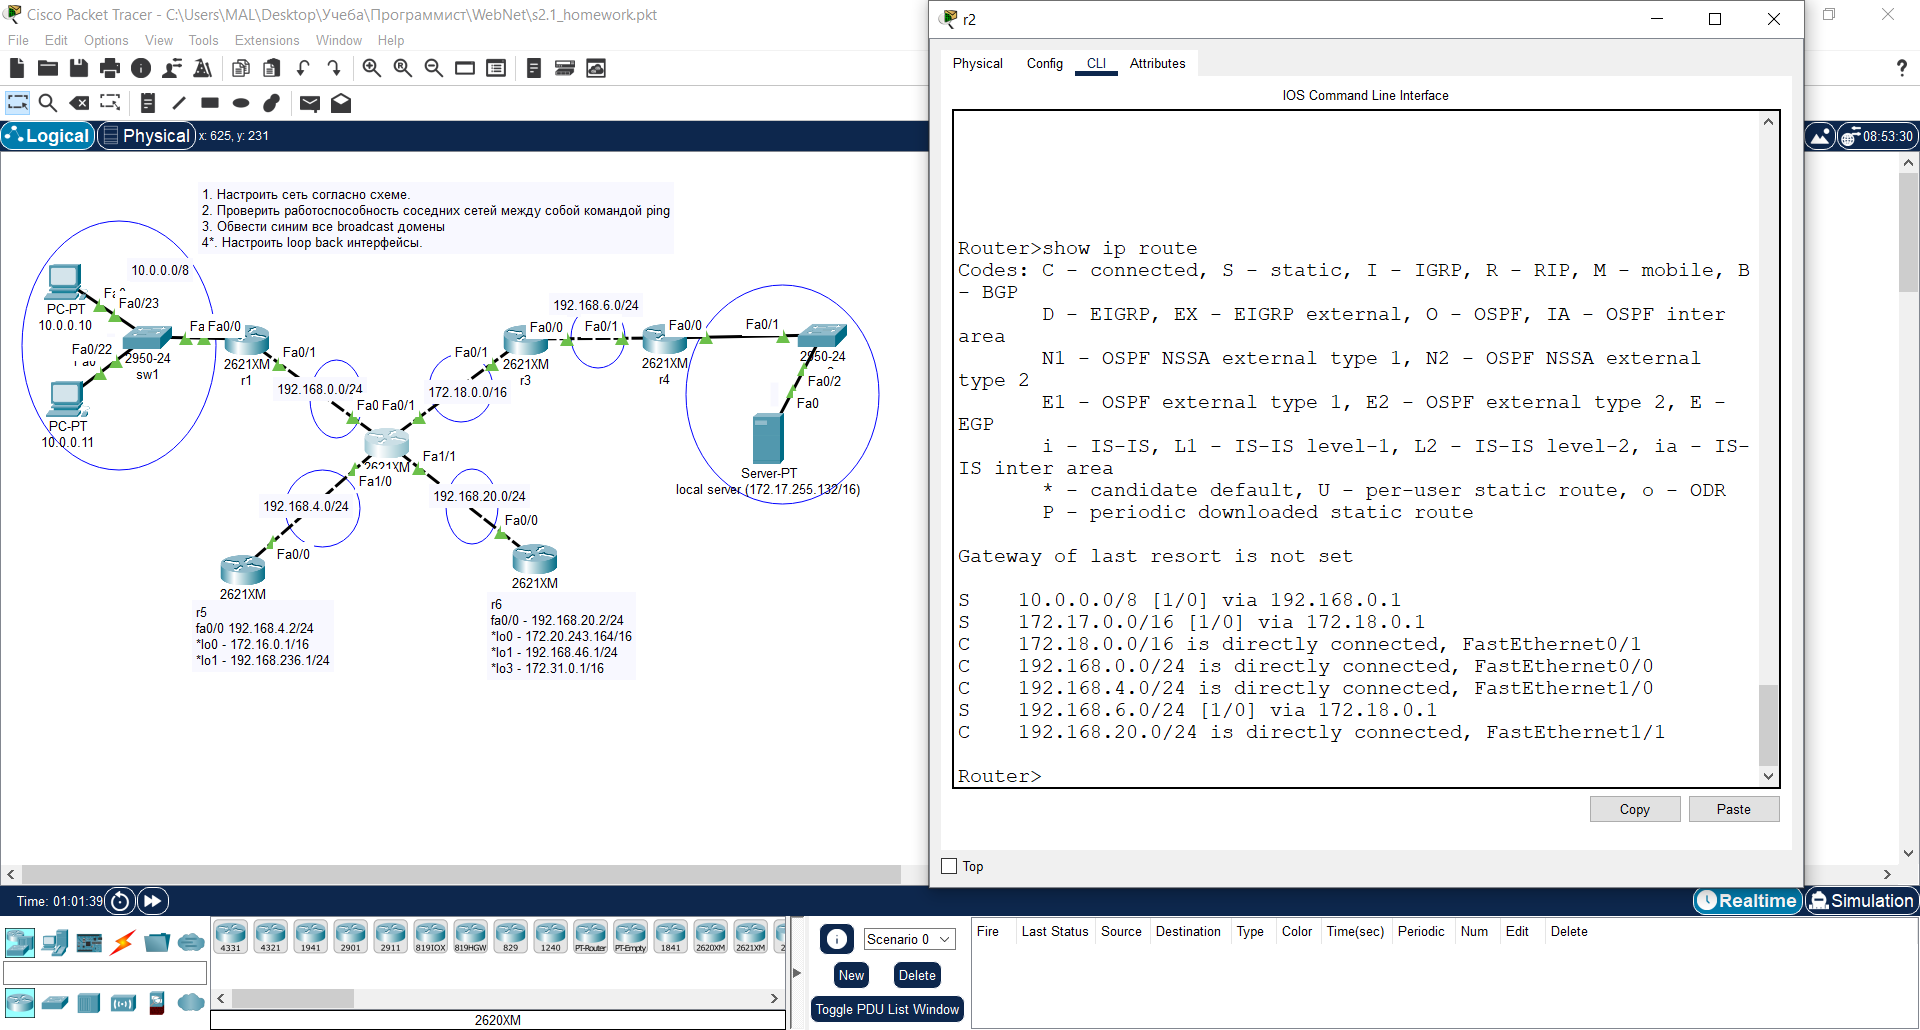 Cisco Packet Tracer - C:\Users\MAL\Desktop\Учеба\Программист\WebNet\s2.1_homework.pkt
File Edit Options View Tools Extensions Window Help
Logical
Physical
x: 625, y: 231
08:53:30
1. Настроить сеть согласно схеме.
2. Проверить работоспособность соседних сетей между собой командой ping
3. Обвести синим все broadcast домены
4*. Настроить loop back интерфейсы.
10.0.0.0/8
Fa0/23
PC-PT
10.0.0.10
Fa0/22
2950-24
sw1
PC-PT
10.0.0.11
Fa
Fa0/0
2621XM
r1
Fa0/1
192.168.0.0/24
Fa0
Fa0/1
2621XM
172.18.0.0/16
Fa0/1
2621XM
r3
Fa0/0
192.168.6.0/24
Fa0/1
2621XM
r4
Fa0/0
Fa0/1
2950-24
Fa0/2
Fa0
Server-PT
local server (172.17.255.132/16)
Fa1/0
Fa1/1
192.168.4.0/24
Fa0/0
2621XM
192.168.20.0/24
Fa0/0
2621XM
r5
fa0/0 192.168.4.2/24
*lo0 - 172.16.0.1/16
*lo1 - 192.168.236.1/24
r6
fa0/0 - 192.168.20.2/24
*lo0 - 172.20.243.164/16
*lo1 - 192.168.46.1/24
*lo3 - 172.31.0.1/16
r2
Physical Config CLI Attributes
IOS Command Line Interface
Router>show ip route
Codes: C - connected, S - static, I - IGRP, R - RIP, M - mobile, B
- BGP
D - EIGRP, EX - EIGRP external, O - OSPF, IA - OSPF inter
area
N1 - OSPF NSSA external type 1, N2 - OSPF NSSA external
type 2
E1 - OSPF external type 1, E2 - OSPF external type 2, E -
EGP
i - IS-IS, L1 - IS-IS level-1, L2 - IS-IS level-2, ia - IS-
IS inter area
* - candidate default, U - per-user static route, o - ODR
P - periodic downloaded static route
Gateway of last resort is not set
S 10.0.0.0/8 [1/0] via 192.168.0.1
S 172.17.0.0/16 [1/0] via 172.18.0.1
C 172.18.0.0/16 is directly connected, FastEthernet0/1
C 192.168.0.0/24 is directly connected, FastEthernet0/0
C 192.168.4.0/24 is directly connected, FastEthernet1/0
S 192.168.6.0/24 [1/0] via 172.18.0.1
C 192.168.20.0/24 is directly connected, FastEthernet1/1
Router>
Copy Paste
Top
Time: 01:01:39
Realtime Simulation
4331 4321 1941 2901 2911 819IOX 819HGW 829 1240 PT-Router PT-Empty 1841 2620XM 2621XM
2620XM
Scenario 0
New Delete
Toggle PDU List Window
Fire Last Status Source Destination Type Color Time(sec) Periodic Num Edit Delete